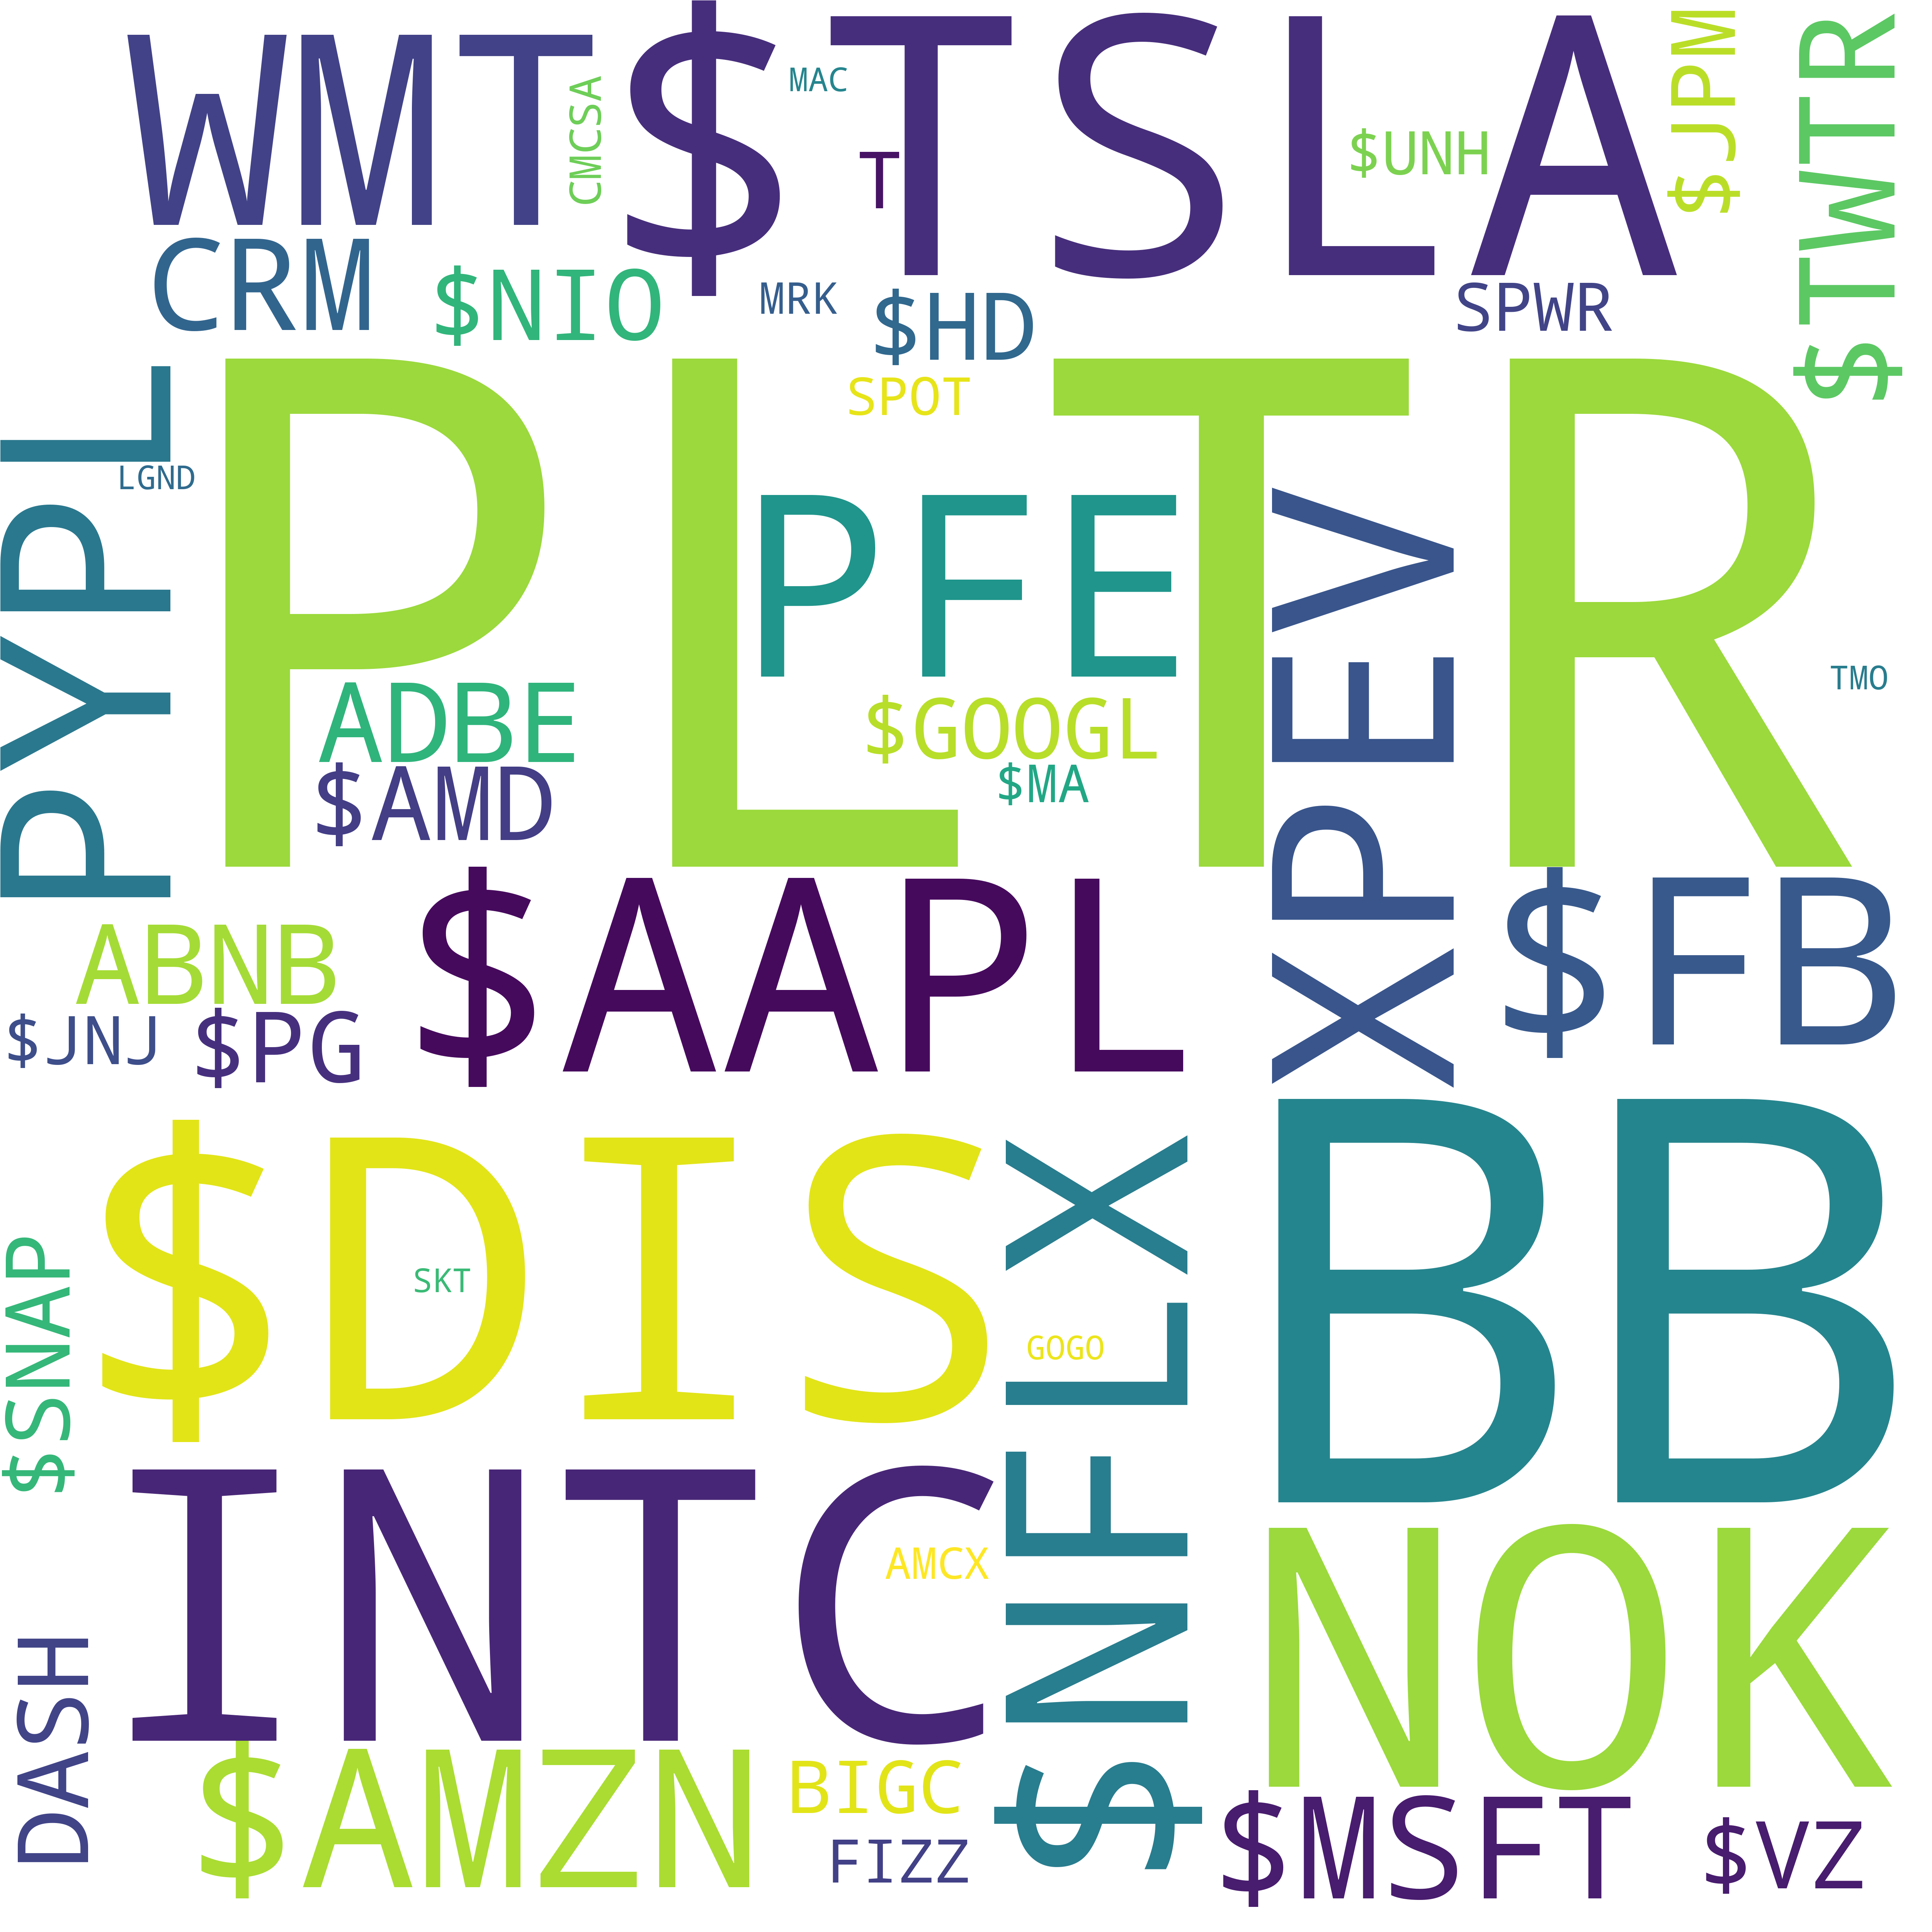 WMT
CMCSA
$TSLA
MAC
T
$UNH
$JPM
$TWTR
CRM
$NIO
MRK
$HD
SPWR
SPOT
PYPL
LGND
PLTR
PFE
XPEV
TMO
ADBE
$GOOGL
$AMD
$MA
$AAPL
$FB
ABNB
$JNJ
$PG
$DIS
SKT
$NFLX
GOGO
BB
$SNAP
INTC
AMCX
NOK
DASH
$AMZN
BIGC
FIZZ
$MSFT
$VZ